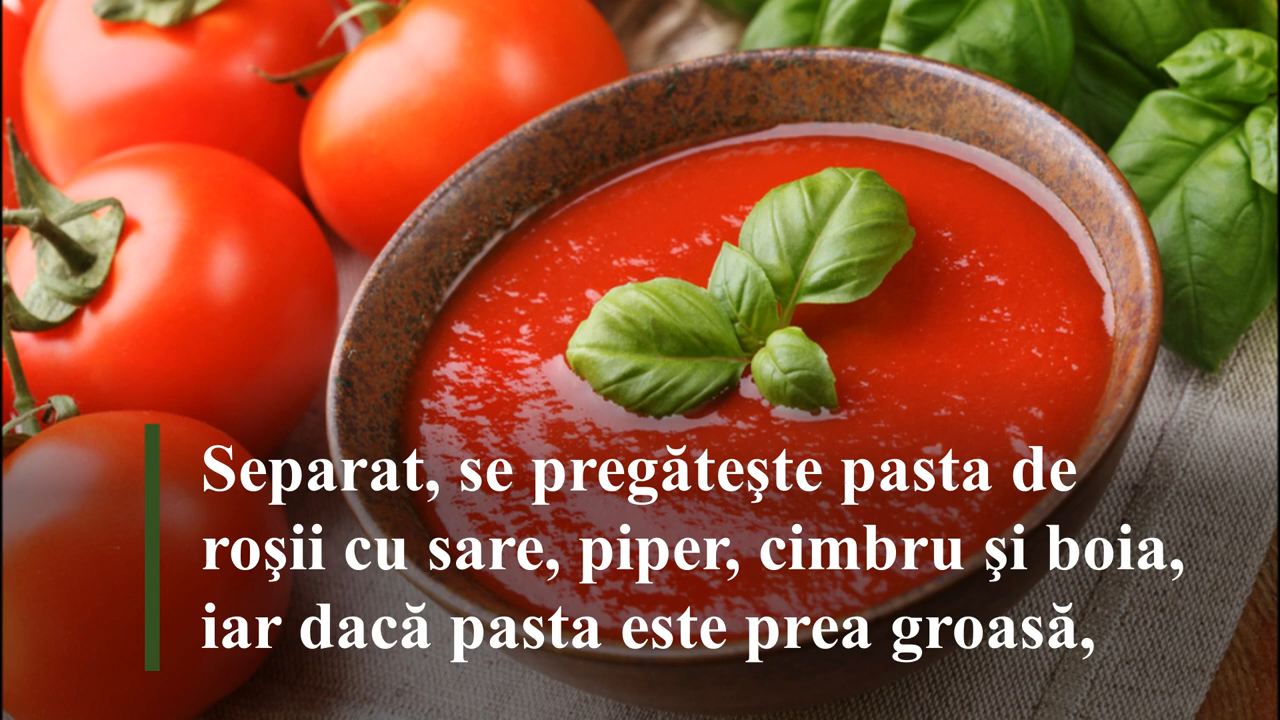 Separat, se pregăteşte pasta de
roşii cu sare, piper, cimbru şi boia,
iar dacă pasta este prea groasă,